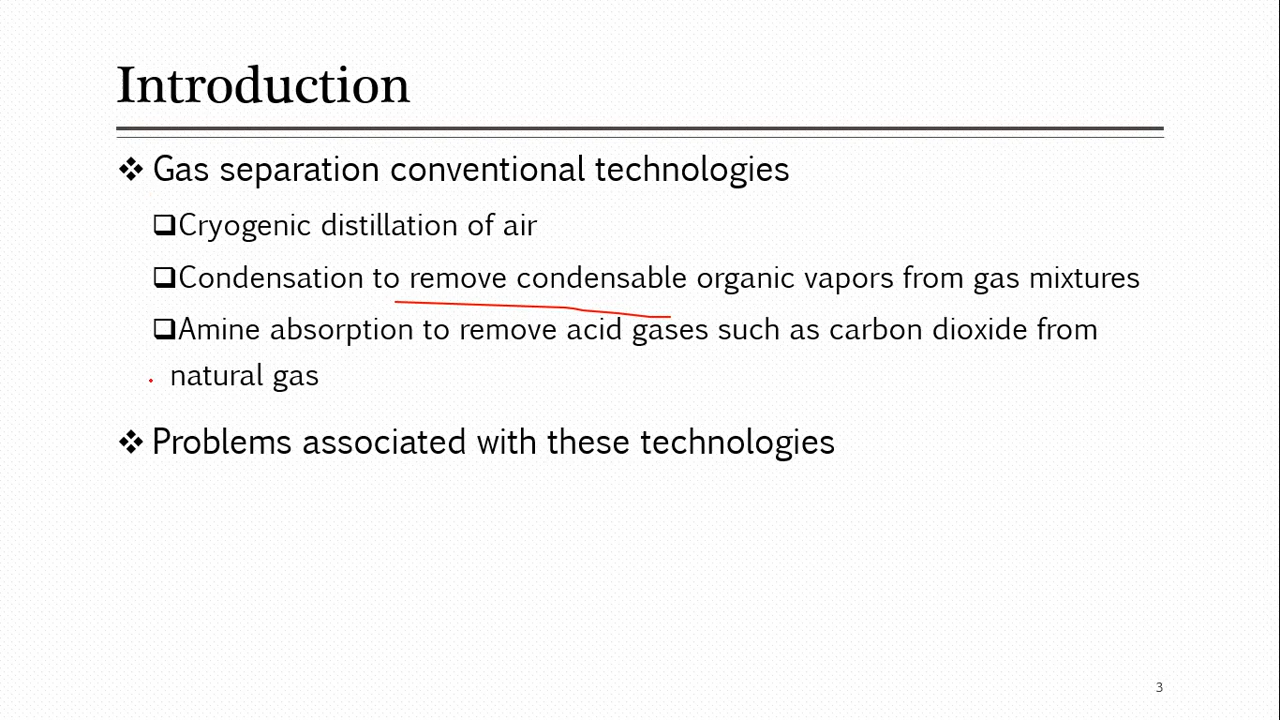 Introduction
Gas separation conventional technologies
Cryogenic distillation of air
Condensation to remove condensable organic vapors from gas mixtures
Amine absorption to remove acid gases such as carbon dioxide from
natural gas
Problems associated with these technologies
3